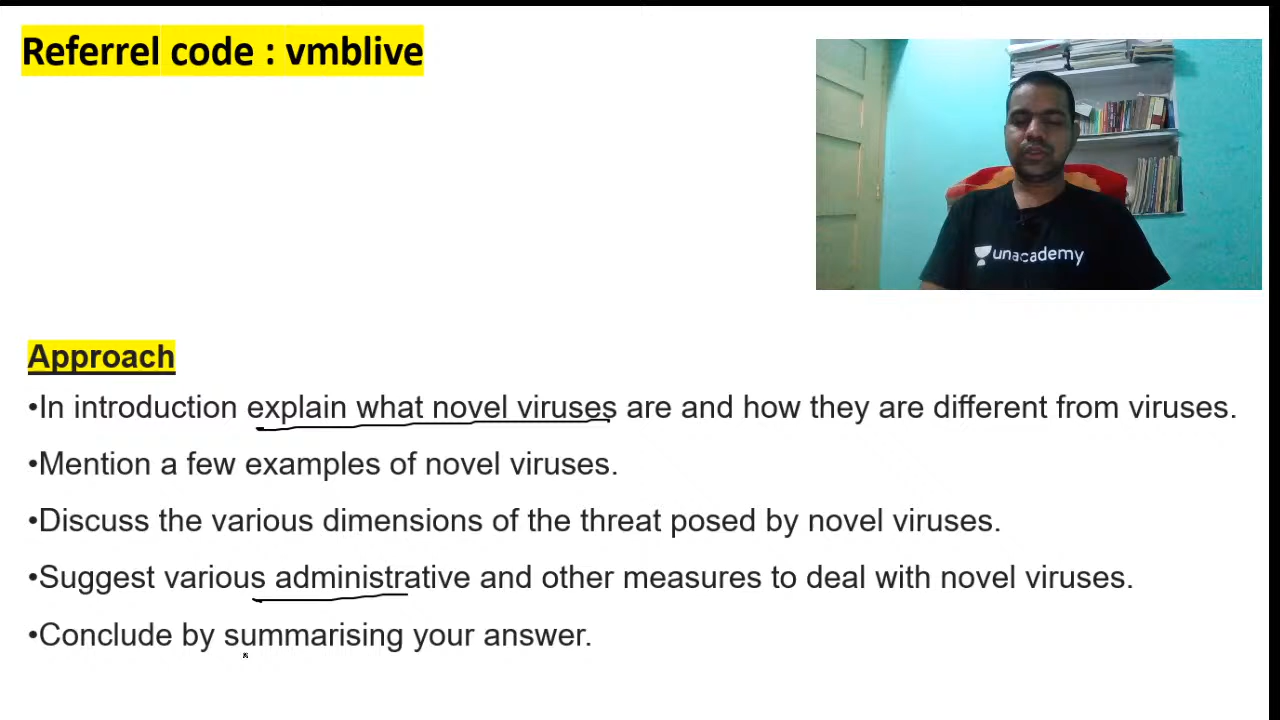 Referrel code : vmblive
unacademy
Approach
•In introduction explain what novel viruses are and how they are different from viruses.
•Mention a few examples of novel viruses.
•Discuss the various dimensions of the threat posed by novel viruses.
•Suggest various administrative and other measures to deal with novel viruses.
•Conclude by summarising your answer.